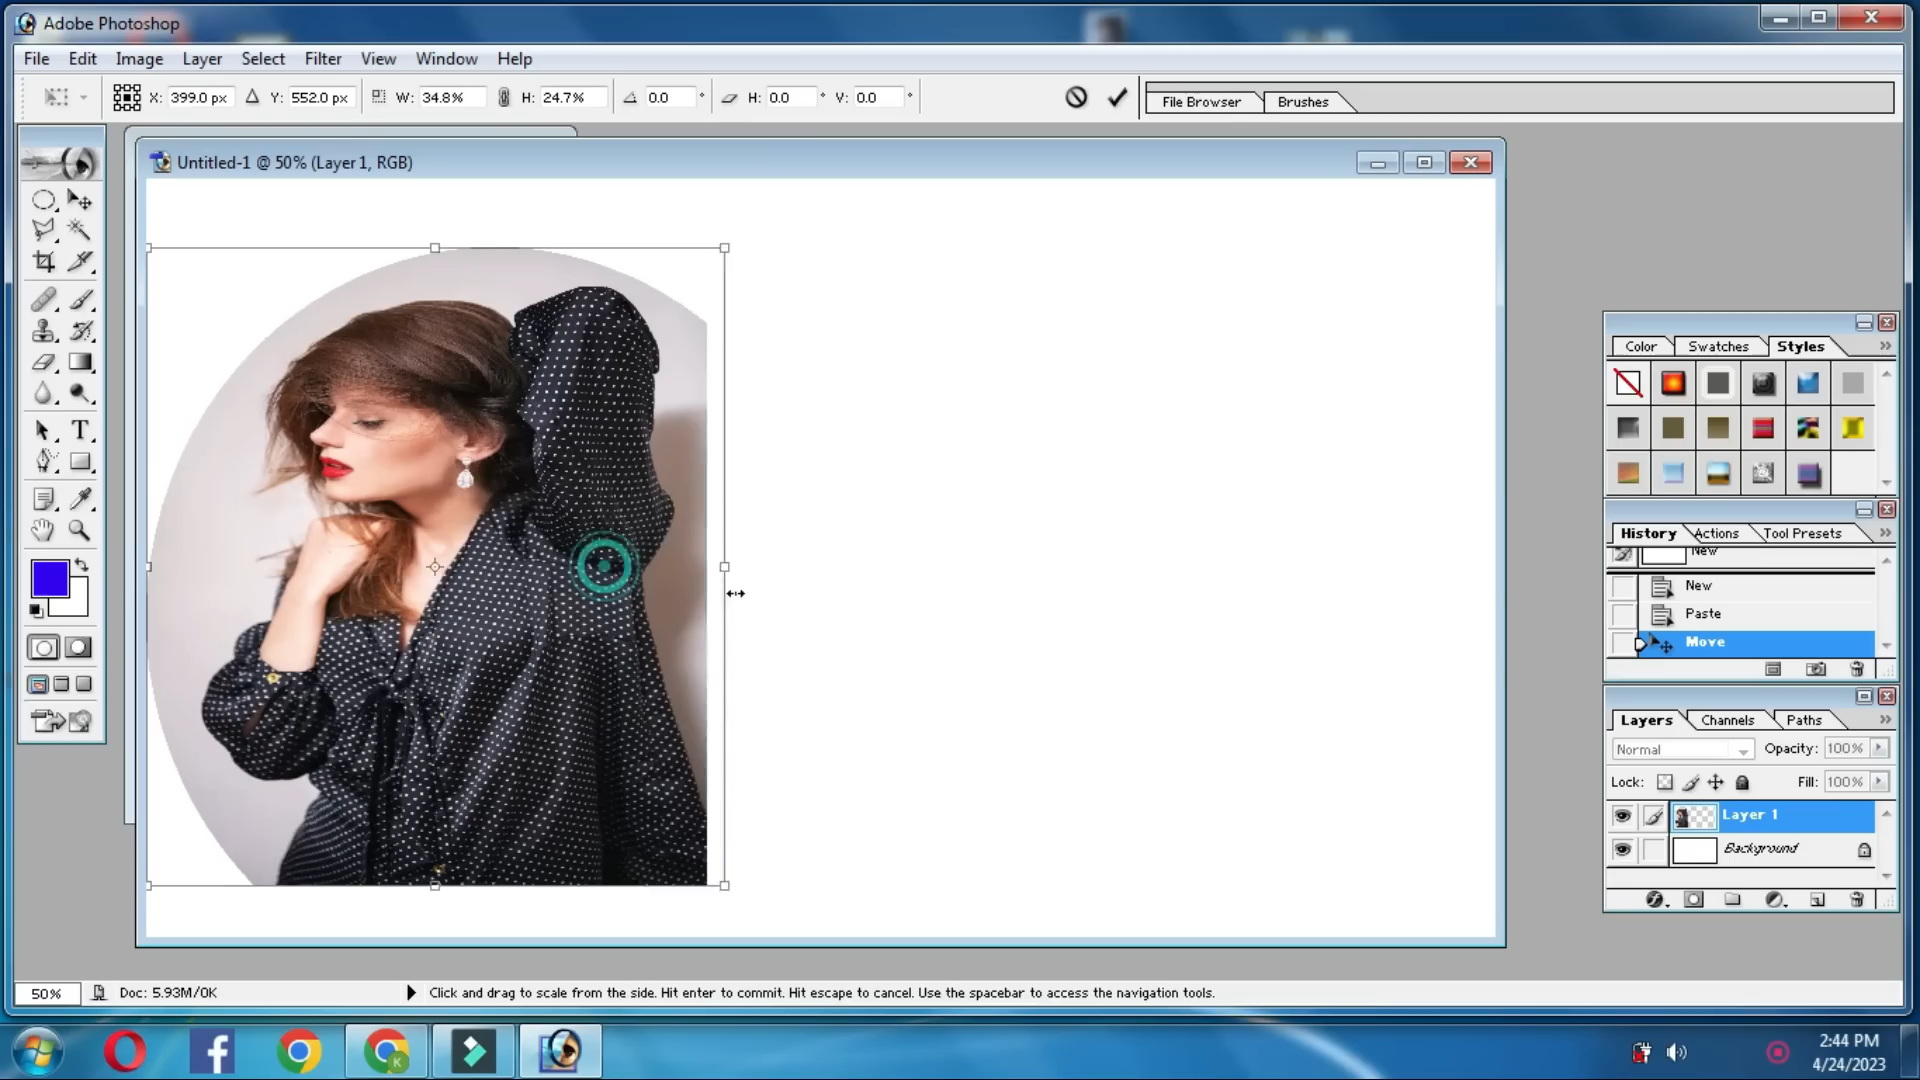 Adobe Photoshop
File Edit Image Layer Select Filter View Window Help
X: 399.0 px Y: 552.0 px W: 34.8% H: 24.7% 0.0 ° H: 0.0 ° V: 0.0 °
File Browser Brushes
Untitled-1 @ 50% (Layer 1, RGB)
Color Swatches Styles
History Actions Tool Presets
New
New
Paste
Move
Layers Channels Paths
Normal Opacity: 100%
Lock: Fill: 100%
Layer 1
Background
50% Doc: 5.93M/0K Click and drag to scale from the side. Hit enter to commit. Hit escape to cancel. Use the spacebar to access the navigation tools.
2:44 PM
4/24/2023